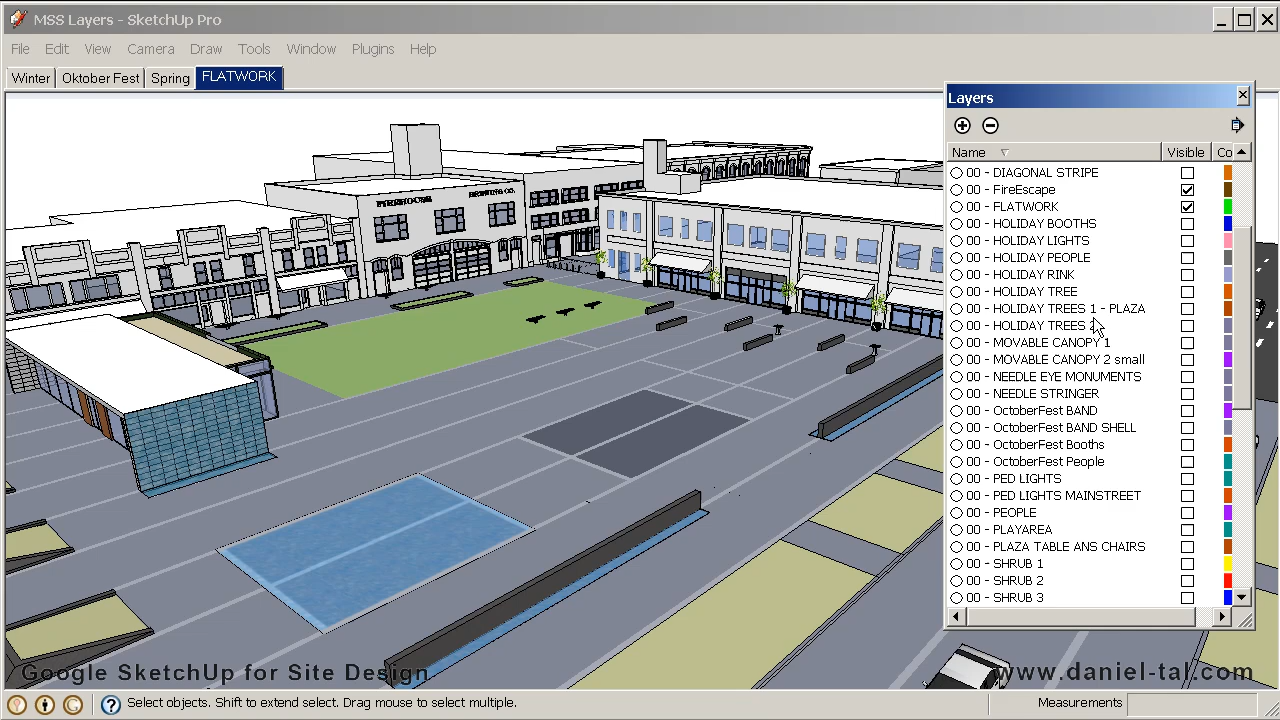 MSS Layers - SketchUp Pro
File Edit View Camera Draw Tools Window Plugins Help
Winter Oktober Fest Spring FLATWORK
Layers
Name Visible Co
00 - DIAGONAL STRIPE
00 - FireEscape
00 - FLATWORK
00 - HOLIDAY BOOTHS
00 - HOLIDAY LIGHTS
00 - HOLIDAY PEOPLE
00 - HOLIDAY RINK
00 - HOLIDAY TREE
00 - HOLIDAY TREES 1 - PLAZA
00 - HOLIDAY TREES 2
00 - MOVABLE CANOPY 1
00 - MOVABLE CANOPY 2 small
00 - NEEDLE EYE MONUMENTS
00 - NEEDLE STRINGER
00 - OctoberFest BAND
00 - OctoberFest BAND SHELL
00 - OctoberFest Booths
00 - OctoberFest People
00 - PED LIGHTS
00 - PED LIGHTS MAINSTREET
00 - PEOPLE
00 - PLAYAREA
00 - PLAZA TABLE ANS CHAIRS
00 - SHRUB 1
00 - SHRUB 2
00 - SHRUB 3
FIREHOUSE BREWING CO.
Google SketchUp for Site Design
www.daniel-tal.com
Select objects. Shift to extend select. Drag mouse to select multiple.
Measurements